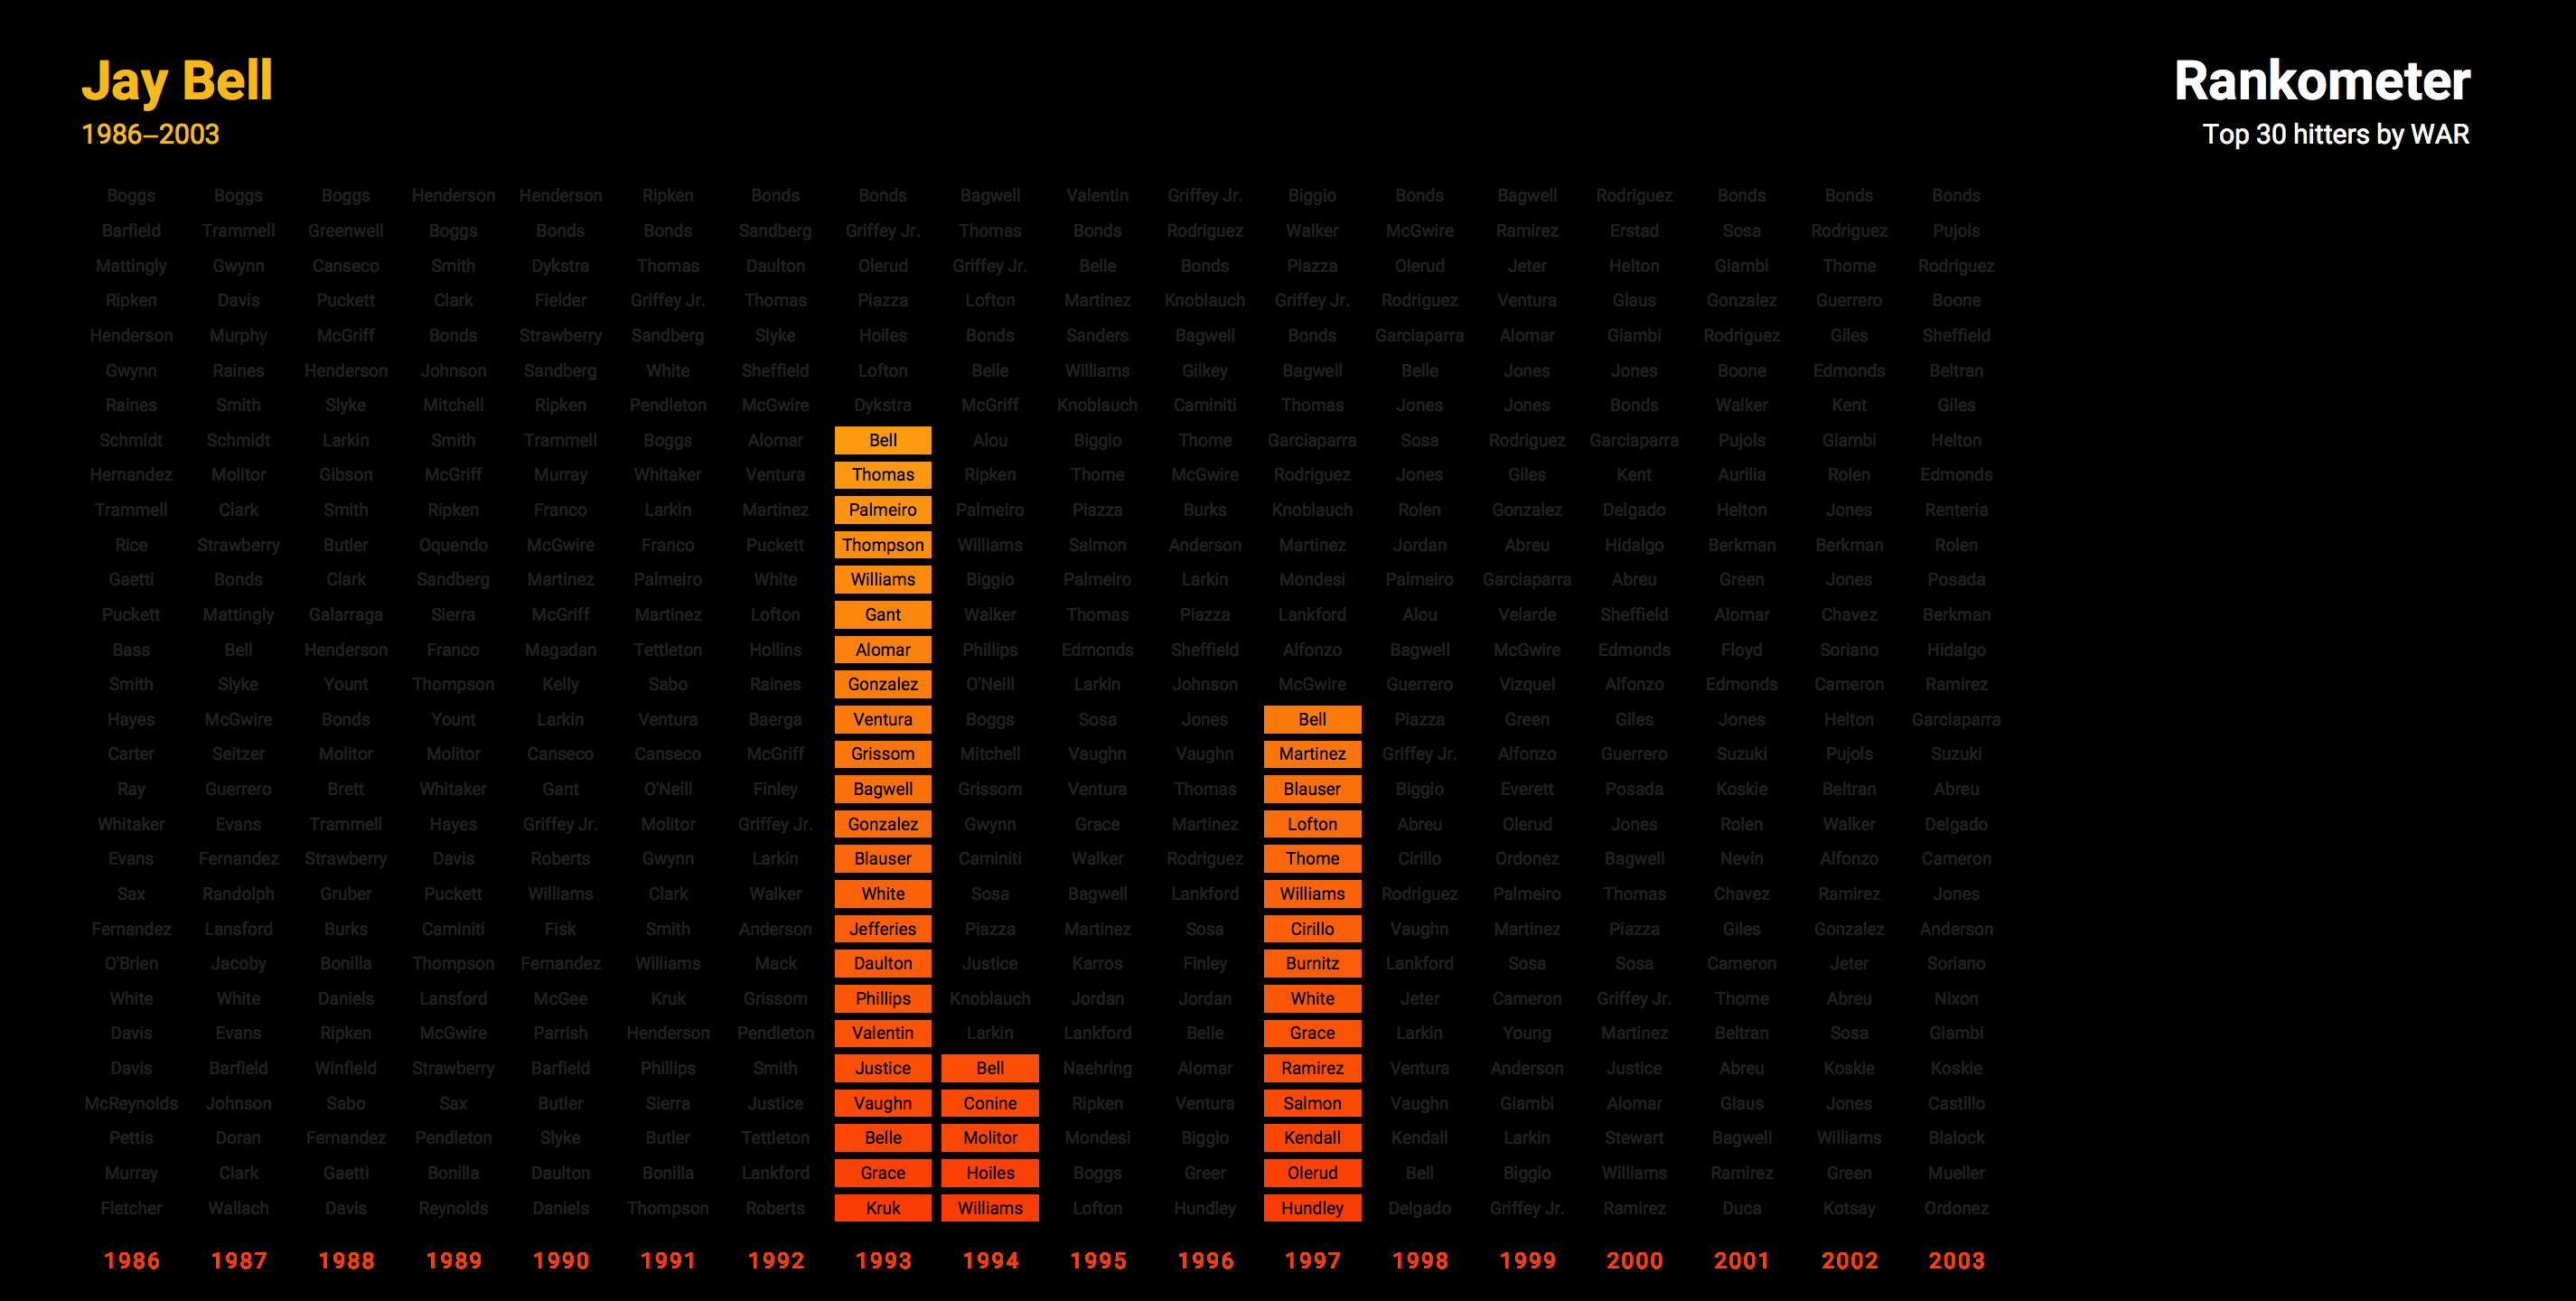 Jay Bell
1986–2003
Rankometer
Top 30 hitters by WAR
Boggs Boggs Boggs Henderson Henderson Ripken Bonds Bonds Bagwell Valentin Griffey Jr. Biggio Bonds Bagwell Rodriguez Bonds Bonds Bonds
Barfield Trammell Greenwell Boggs Bonds Bonds Sandberg Griffey Jr. Thomas Bonds Rodriguez Walker McGwire Ramirez Erstad Sosa Rodriguez Pujols
Mattingly Gwynn Canseco Smith Dykstra Thomas Daulton Olerud Griffey Jr. Belle Bonds Piazza Olerud Jeter Helton Giambi Thome Rodriguez
Ripken Davis Puckett Clark Fielder Griffey Jr. Thomas Piazza Lofton Martinez Knoblauch Griffey Jr. Rodriguez Ventura Glaus Gonzalez Guerrero Boone
Henderson Murphy McGriff Bonds Strawberry Sandberg Slyke Hoiles Bonds Sanders Bagwell Bonds Garciaparra Alomar Giambi Rodriguez Giles Sheffield
Gwynn Raines Henderson Johnson Sandberg White Sheffield Lofton Belle Williams Gilkey Bagwell Belle Jones Jones Boone Edmonds Beltran
Raines Smith Slyke Mitchell Ripken Pendleton McGwire Dykstra McGriff Knoblauch Caminiti Thomas Jones Jones Bonds Walker Kent Giles
Schmidt Schmidt Larkin Smith Trammell Boggs Alomar Bell Alou Biggio Thome Garciaparra Sosa Rodriguez Garciaparra Pujols Giambi Helton
Hernandez Molitor Gibson McGriff Murray Whitaker Ventura Thomas Ripken Thome McGwire Rodriguez Jones Giles Kent Aurilia Rolen Edmonds
Trammell Clark Smith Ripken Franco Larkin Martinez Palmeiro Palmeiro Piazza Burks Knoblauch Rolen Gonzalez Delgado Helton Jones Renteria
Rice Strawberry Butler Oquendo McGwire Franco Puckett Thompson Williams Salmon Anderson Martinez Jordan Abreu Hidalgo Berkman Berkman Rolen
Gaetti Bonds Clark Sandberg Martinez Palmeiro White Williams Biggio Palmeiro Larkin Mondesi Palmeiro Garciaparra Abreu Green Jones Posada
Puckett Mattingly Galarraga Sierra McGriff Martinez Lofton Gant Walker Thomas Piazza Lankford Alou Velarde Sheffield Alomar Chavez Berkman
Bass Bell Henderson Franco Magadan Tettleton Hollins Alomar Phillips Edmonds Sheffield Alfonzo Bagwell McGwire Edmonds Floyd Soriano Hidalgo
Smith Slyke Yount Thompson Kelly Sabo Raines Gonzalez O'Neill Larkin Johnson McGwire Guerrero Vizquel Alfonzo Edmonds Cameron Ramirez
Hayes McGwire Bonds Yount Larkin Ventura Baerga Ventura Boggs Sosa Jones Bell Piazza Green Giles Jones Helton Garciaparra
Carter Seitzer Molitor Molitor Canseco Canseco McGriff Grissom Mitchell Vaughn Vaughn Martinez Griffey Jr. Alfonzo Guerrero Suzuki Pujols Suzuki
Ray Guerrero Brett Whitaker Gant O'Neill Finley Bagwell Grissom Ventura Thomas Blauser Biggio Everett Posada Koskie Beltran Abreu
Whitaker Evans Trammell Hayes Griffey Jr. Molitor Griffey Jr. Gonzalez Gwynn Grace Martinez Lofton Abreu Olerud Jones Rolen Walker Delgado
Evans Fernandez Strawberry Davis Roberts Gwynn Larkin Blauser Caminiti Walker Rodriguez Thome Cirillo Ordonez Bagwell Nevin Alfonzo Cameron
Sax Randolph Gruber Puckett Williams Clark Walker White Sosa Bagwell Lankford Williams Rodriguez Palmeiro Thomas Chavez Ramirez Jones
Fernandez Lansford Burks Caminiti Fisk Smith Anderson Jefferies Piazza Martinez Sosa Cirillo Vaughn Martinez Piazza Giles Gonzalez Anderson
O'Brien Jacoby Bonilla Thompson Fernandez Williams Mack Daulton Justice Karros Finley Burnitz Lankford Sosa Sosa Cameron Jeter Soriano
White White Daniels Lansford McGee Kruk Grissom Phillips Knoblauch Jordan Jordan White Jeter Cameron Griffey Jr. Thome Abreu Nixon
Davis Evans Ripken McGwire Parrish Henderson Pendleton Valentin Larkin Lankford Belle Grace Larkin Young Martinez Beltran Sosa Giambi
Davis Barfield Winfield Strawberry Barfield Phillips Smith Justice Bell Naehring Alomar Ramirez Ventura Anderson Justice Abreu Koskie Koskie
McReynolds Johnson Sabo Sax Butler Sierra Justice Vaughn Conine Ripken Ventura Salmon Vaughn Giambi Alomar Glaus Jones Castillo
Pettis Doran Fernandez Pendleton Slyke Butler Tettleton Belle Molitor Mondesi Biggio Kendall Kendall Larkin Stewart Bagwell Williams Blalock
Murray Clark Gaetti Bonilla Daulton Bonilla Lankford Grace Hoiles Boggs Greer Olerud Bell Biggio Williams Ramirez Green Mueller
Fletcher Wallach Davis Reynolds Daniels Thompson Roberts Kruk Williams Lofton Hundley Hundley Delgado Griffey Jr. Ramirez Duca Kotsay Ordonez
1986 1987 1988 1989 1990 1991 1992 1993 1994 1995 1996 1997 1998 1999 2000 2001 2002 2003